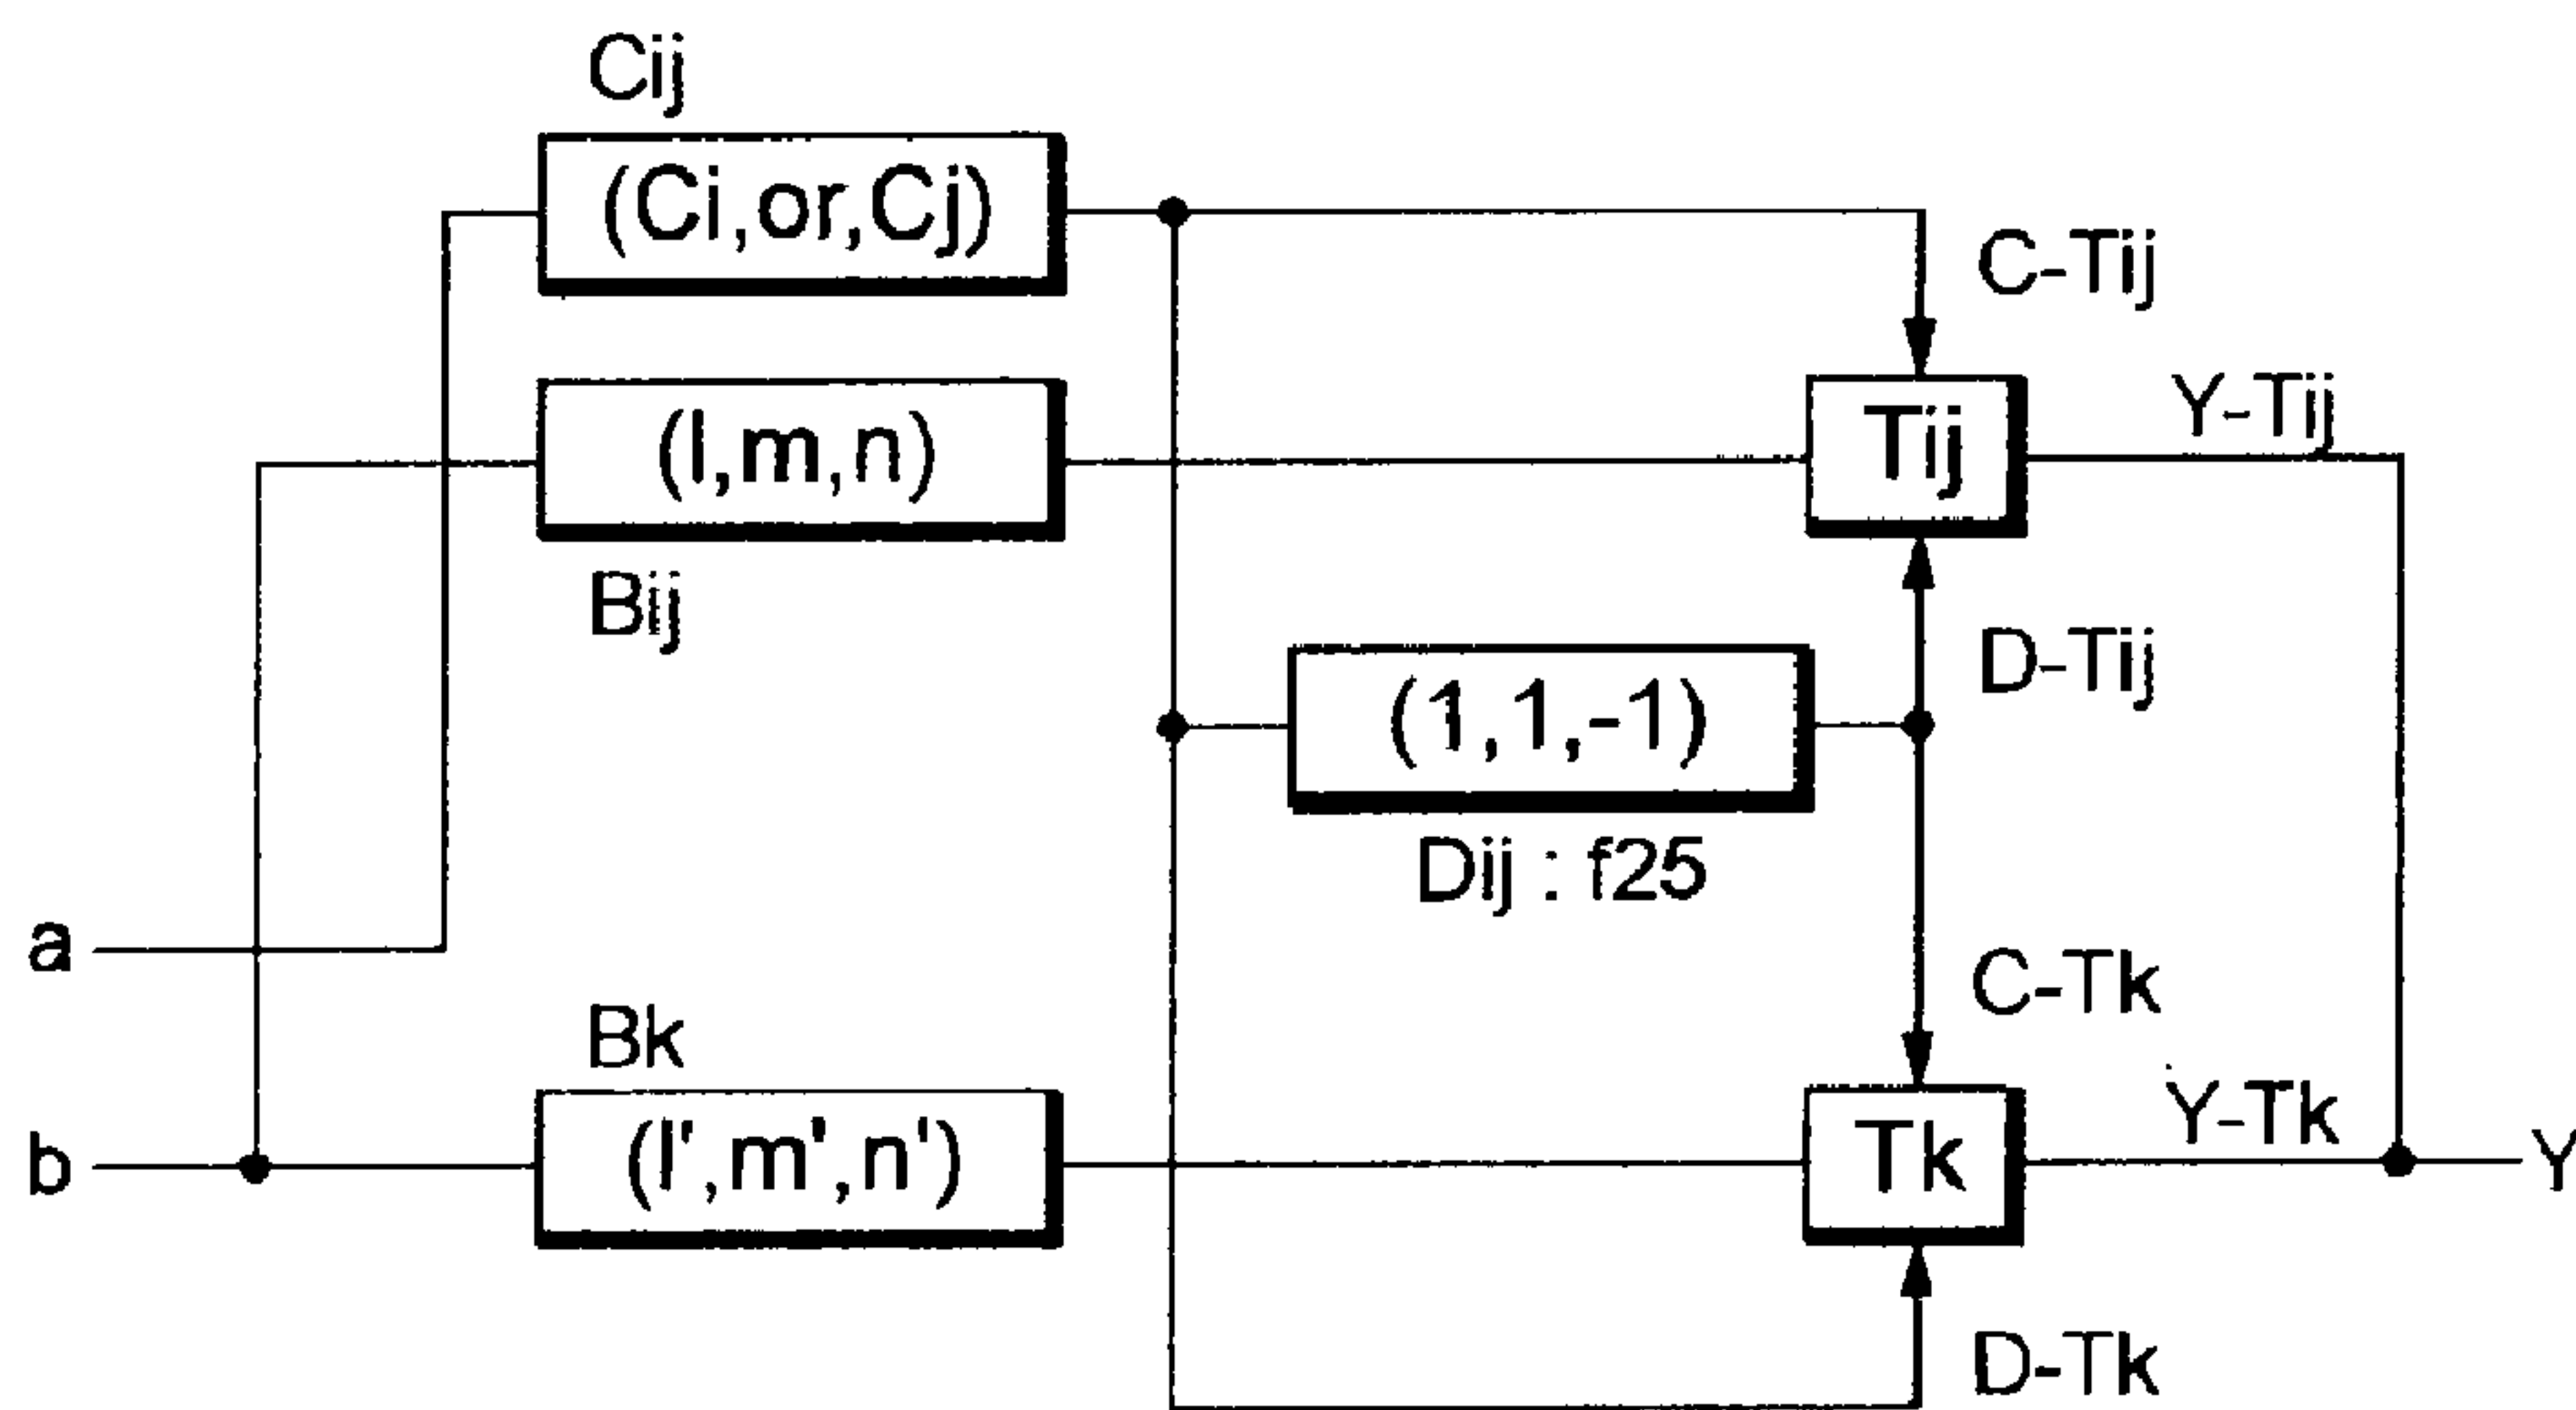 Cij
(Ci,or,Cj)
C-Tij
(l,m,n)
Tij
Y-Tij
Bij
D-Tij
(1,1,-1)
Dij : f25
a
C-Tk
Bk
b
(l',m',n')
Tk
Y-Tk
Y
D-Tk